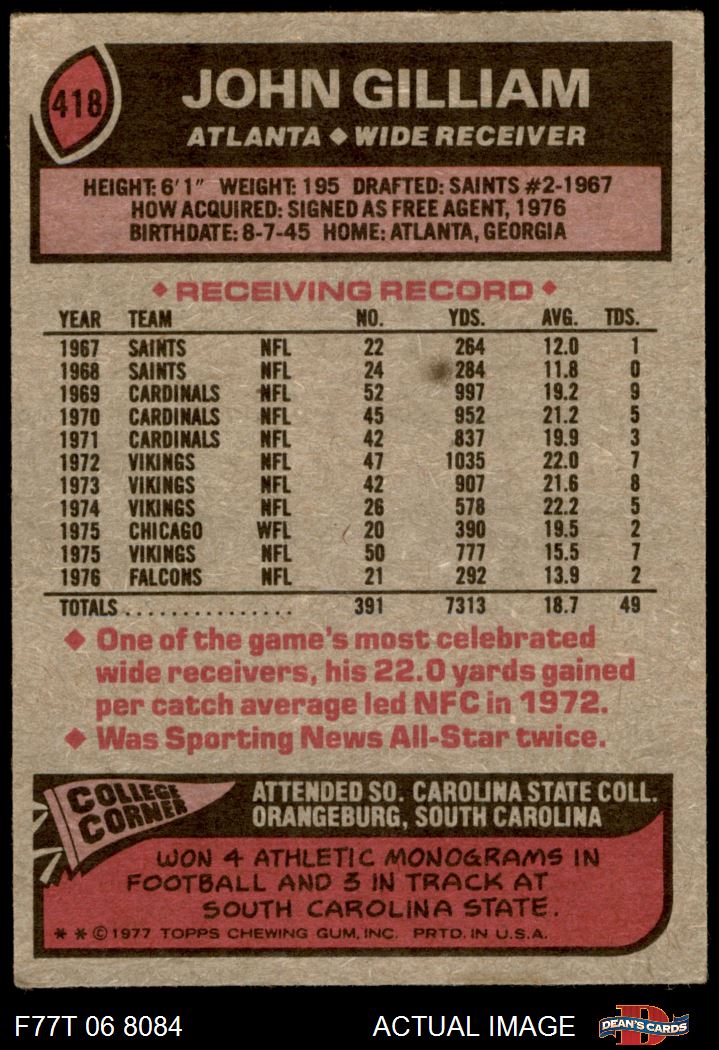 418
JOHN GILLIAM
ATLANTA ◆ WIDE RECEIVER
HEIGHT: 6'1" WEIGHT: 195 DRAFTED: SAINTS #2-1967
HOW ACQUIRED: SIGNED AS FREE AGENT, 1976
BIRTHDATE: 8-7-45 HOME: ATLANTA, GEORGIA
◆ RECEIVING RECORD ◆
YEAR TEAM NO. YDS. AVG. TDS.
1967 SAINTS NFL 22 264 12.0 1
1968 SAINTS NFL 24 284 11.8 0
1969 CARDINALS NFL 52 997 19.2 9
1970 CARDINALS NFL 45 952 21.2 5
1971 CARDINALS NFL 42 837 19.9 3
1972 VIKINGS NFL 47 1035 22.0 7
1973 VIKINGS NFL 42 907 21.6 8
1974 VIKINGS NFL 26 578 22.2 5
1975 CHICAGO WFL 20 390 19.5 2
1975 VIKINGS NFL 50 777 15.5 7
1976 FALCONS NFL 21 292 13.9 2
TOTALS............... 391 7313 18.7 49
◆ One of the game's most celebrated
wide receivers, his 22.0 yards gained
per catch average led NFC in 1972.
◆ Was Sporting News All-Star twice.
COLLEGE
CORNER
ATTENDED SO. CAROLINA STATE COLL.
ORANGEBURG, SOUTH CAROLINA
WON 4 ATHLETIC MONOGRAMS IN
FOOTBALL AND 3 IN TRACK AT
SOUTH CAROLINA STATE.
* * © 1977 TOPPS CHEWING GUM, INC. PRTD. IN U.S.A.
F77T 06 8084 ACTUAL IMAGE
D
DEAN'S CARDS